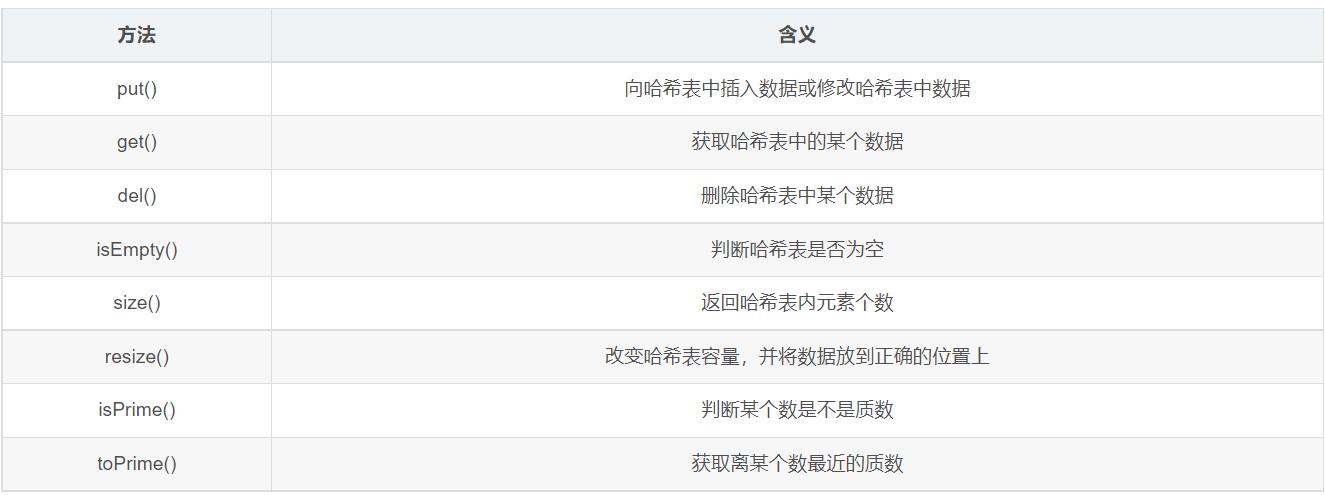 方法 含义
put() 向哈希表中插入数据或修改哈希表中数据
get() 获取哈希表中的某个数据
del() 删除哈希表中某个数据
isEmpty() 判断哈希表是否为空
size() 返回哈希表内元素个数
resize() 改变哈希表容量，并将数据放到正确的位置上
isPrime() 判断某个数是不是质数
toPrime() 获取离某个数最近的质数